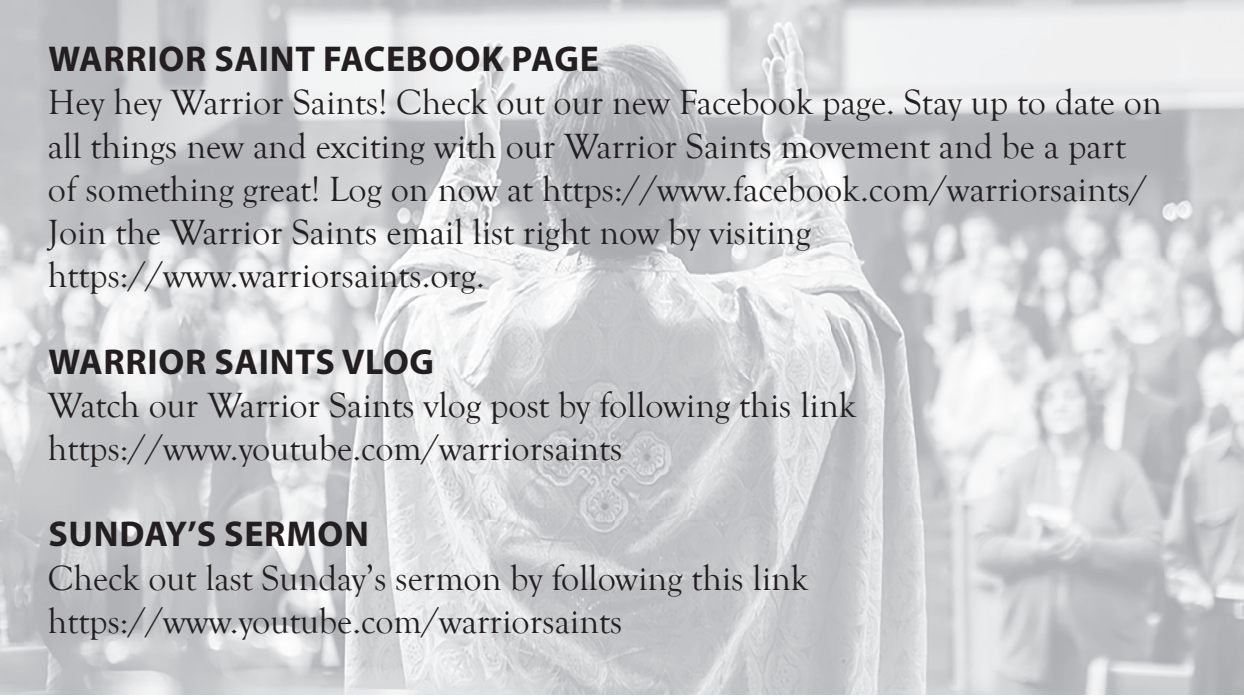 WARRIOR SAINT FACEBOOK PAGE
Hey hey Warrior Saints! Check out our new Facebook page. Stay up to date on
all things new and exciting with our Warrior Saints movement and be a part
of something great! Log on now at https://www.facebook.com/warriorsaints/
Join the Warrior Saints email list right now by visiting
https://www.warriorsaints.org.
WARRIOR SAINTS VLOG
Watch our Warrior Saints vlog post by following this link
https://www.youtube.com/warriorsaints
SUNDAY’S SERMON
Check out last Sunday’s sermon by following this link
https://www.youtube.com/warriorsaints